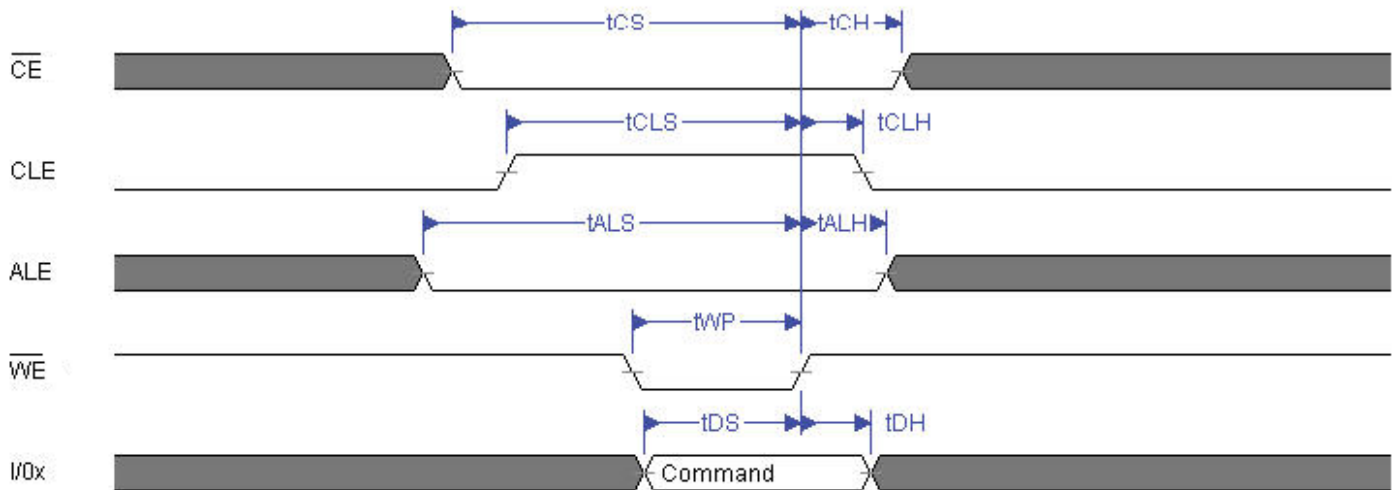 tCS tCH
CE
tCLS tCLH
CLE
tALS tALH
ALE
tWP
WE
tDS tDH
I/0x Command